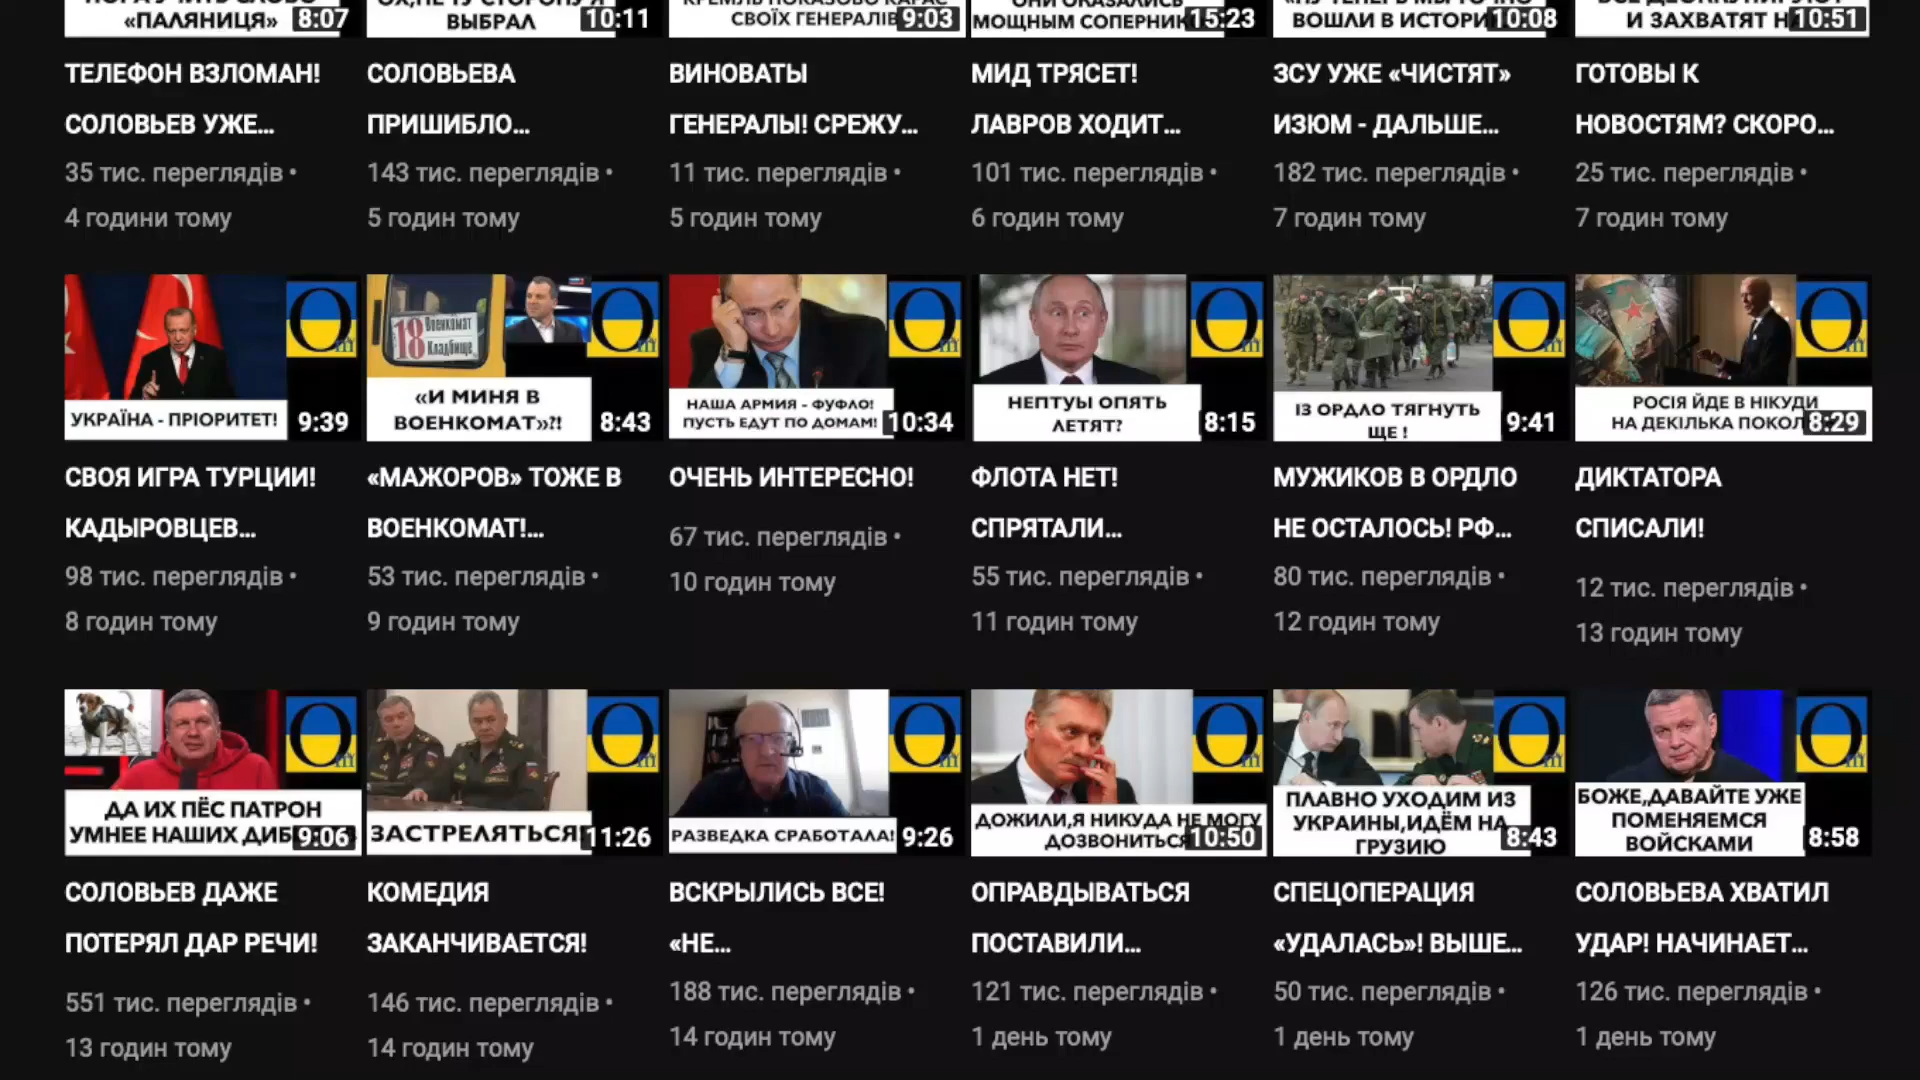 «ПАЛЯНИЦЯ» 8:07
ВЫБРАЛ 10:11
СВОЇХ ГЕНЕРАЛІВ 9:03
МОЩНЫМ СОПЕРНИК 15:23
ВОШЛИ В ИСТОРИ 10:08
И ЗАХВАТЯТ Н 10:51
ТЕЛЕФОН ВЗЛОМАН!
СОЛОВЬЕВ УЖЕ...
35 тис. переглядів •
4 години тому
СОЛОВЬЕВА
ПРИШИБЛО...
143 тис. переглядів •
5 годин тому
ВИНОВАТЫ
ГЕНЕРАЛЫ! СРЕЖУ...
11 тис. переглядів •
5 годин тому
МИД ТРЯСЕТ!
ЛАВРОВ ХОДИТ...
101 тис. переглядів •
6 годин тому
ЗСУ УЖЕ «ЧИСТЯТ»
ИЗЮМ - ДАЛЬШЕ...
182 тис. переглядів •
7 годин тому
ГОТОВЫ К
НОВОСТЯМ? СКОРО...
25 тис. переглядів •
7 годин тому
УКРАЇНА - ПРІОРИТЕТ!
9:39
СВОЯ ИГРА ТУРЦИИ!
КАДЫРОВЦЕВ...
98 тис. переглядів •
8 годин тому
18 Военкомат
Кладбище
«И МИНЯ В
ВОЕНКОМАТ»?!
8:43
«МАЖОРОВ» ТОЖЕ В
ВОЕНКОМАТ!...
53 тис. переглядів •
9 годин тому
НАША АРМИЯ - ФУФЛО!
ПУСТЬ ЕДУТ ПО ДОМАМ!
10:34
ОЧЕНЬ ИНТЕРЕСНО!
67 тис. переглядів •
10 годин тому
НЕПТУЫ ОПЯТЬ
ЛЕТЯТ?
8:15
ФЛОТА НЕТ!
СПРЯТАЛИ...
55 тис. переглядів •
11 годин тому
ІЗ ОРДЛО ТЯГНУТЬ
ЩЕ !
9:41
МУЖИКОВ В ОРДЛО
НЕ ОСТАЛОСЬ! РФ...
80 тис. переглядів •
12 годин тому
РОСІЯ ЙДЕ В НІКУДИ
НА ДЕКІЛЬКА ПОКОЛ
8:29
ДИКТАТОРА
СПИСАЛИ!
12 тис. переглядів •
13 годин тому
ДА ИХ ПЁС ПАТРОН
УМНЕЕ НАШИХ ДИБ
9:06
СОЛОВЬЕВ ДАЖЕ
ПОТЕРЯЛ ДАР РЕЧИ!
551 тис. переглядів •
13 годин тому
ЗАСТРЕЛЯТЬСЯ
11:26
КОМЕДИЯ
ЗАКАНЧИВАЕТСЯ!
146 тис. переглядів •
14 годин тому
РАЗВЕДКА СРАБОТАЛА!
9:26
ВСКРЫЛИСЬ ВСЕ!
«НЕ...
188 тис. переглядів •
14 годин тому
ДОЖИЛИ,Я НИКУДА НЕ МОГУ
ДОЗВОНИТЬСЯ
10:50
ОПРАВДЫВАТЬСЯ
ПОСТАВИЛИ...
121 тис. переглядів •
1 день тому
ПЛАВНО УХОДИМ ИЗ
УКРАИНЫ,ИДЁМ НА
ГРУЗИЮ
8:43
СПЕЦОПЕРАЦИЯ
«УДАЛАСЬ»! ВЫШЕ...
50 тис. переглядів •
1 день тому
БОЖЕ,ДАВАЙТЕ УЖЕ
ПОМЕНЯЕМСЯ
ВОЙСКАМИ
8:58
СОЛОВЬЕВА ХВАТИЛ
УДАР! НАЧИНАЕТ...
126 тис. переглядів •
1 день тому